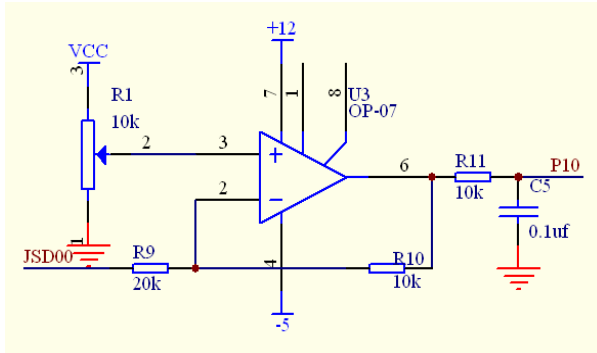 +12
VCC
3
R1
10k
7
1
8
U3
OP-07
2
3
+
6
R11
10k
P10
2
−
C5
0.1uf
1
JSD00
R9
20k
4
R10
10k
-5